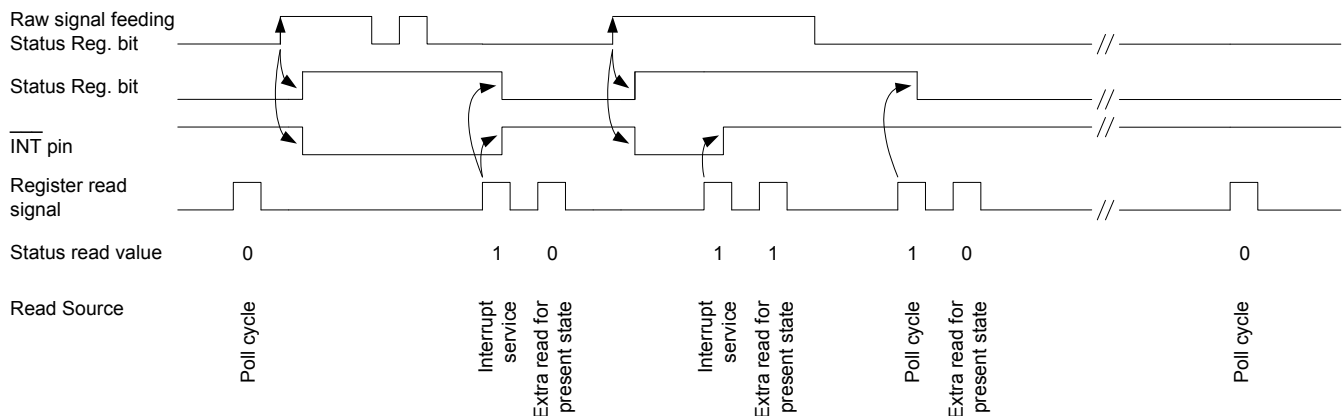 Raw signal feeding
Status Reg. bit
//
Status Reg. bit
//
INT pin
//
Register read
signal
//
Status read value
0
1
0
1
1
1
0
0
Read Source
Poll cycle
Interrupt
service
Extra read for
present state
Interrupt
service
Extra read for
present state
Poll cycle
Extra read for
present state
Poll cycle